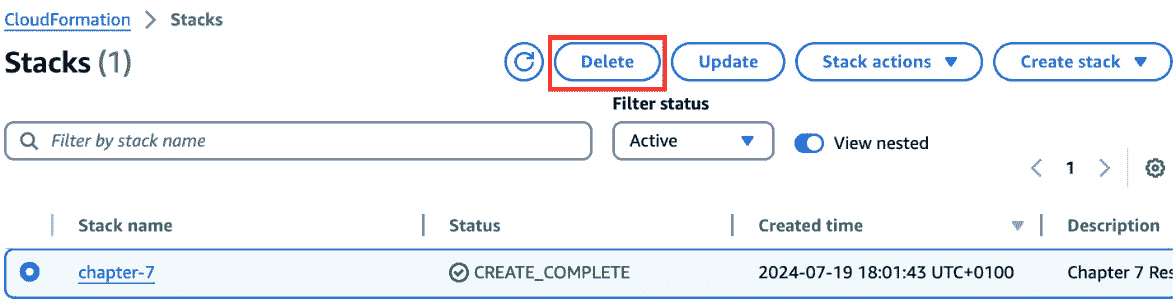 CloudFormation > Stacks
Stacks (1)
Delete Update Stack actions Create stack
Filter status
Filter by stack name Active View nested
1
Stack name Status Created time Description
chapter-7 CREATE_COMPLETE 2024-07-19 18:01:43 UTC+0100 Chapter 7 Res